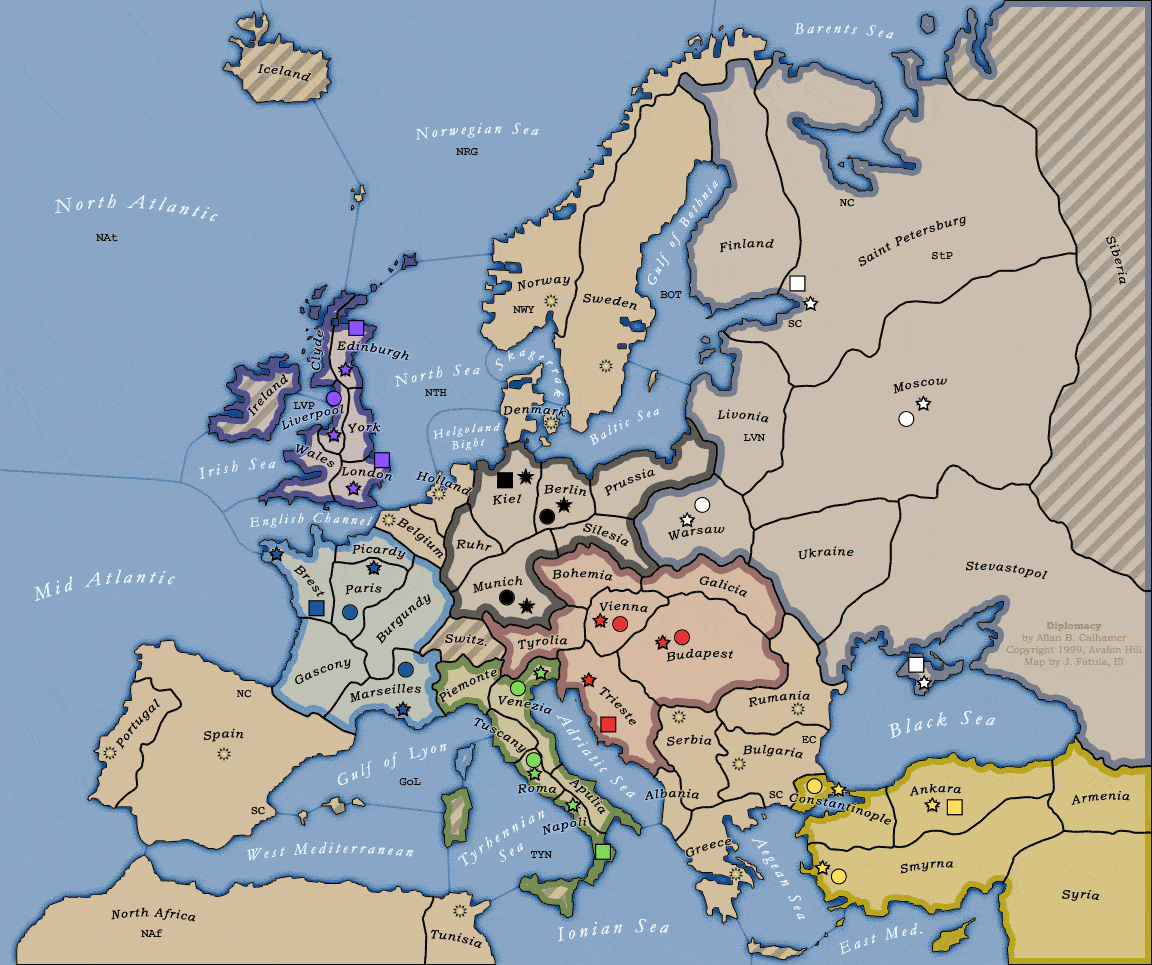 Barents Sea
Iceland
Norwegian Sea
NRG
North Atlantic
NAt
NC
Gulf of Bothnia
Finland
Saint Petersburg
StP
Siberia
Norway
NWY
Sweden
BOT
SC
Clyde
Edinburgh
Skagerrak
North Sea
NTH
Ireland
LVP
Liverpool
York
Denmark
Baltic Sea
Livonia
LVN
Moscow
Helgoland
Bight
Irish Sea
Wales
London
Holland
Kiel
Berlin
Prussia
English Channel
Belgium
Ruhr
Silesia
Warsaw
Ukraine
Stevastopol
Picardy
Brest
Paris
Burgundy
Munich
Bohemia
Galicia
Mid Atlantic
Vienna
Switz.
Tyrolia
Budapest
Diplomacy
by Allan B. Calhamer
Copyright 1999, Avalon Hill
Map by J. Fatula, III
Gascony
Marseilles
Piemonte
Venezia
Trieste
Rumania
NC
Portugal
Spain
SC
Gulf of Lyon
GoL
Tuscany
Adriatic Sea
Serbia
Bulgaria
EC
SC
Black Sea
Roma
Apulia
Albania
Constantinople
Ankara
Armenia
Napoli
West Mediterranean
Tyrhennian
Sea
TYN
Greece
Aegean Sea
Smyrna
Syria
North Africa
NAf
Tunisia
Ionian Sea
East Med.